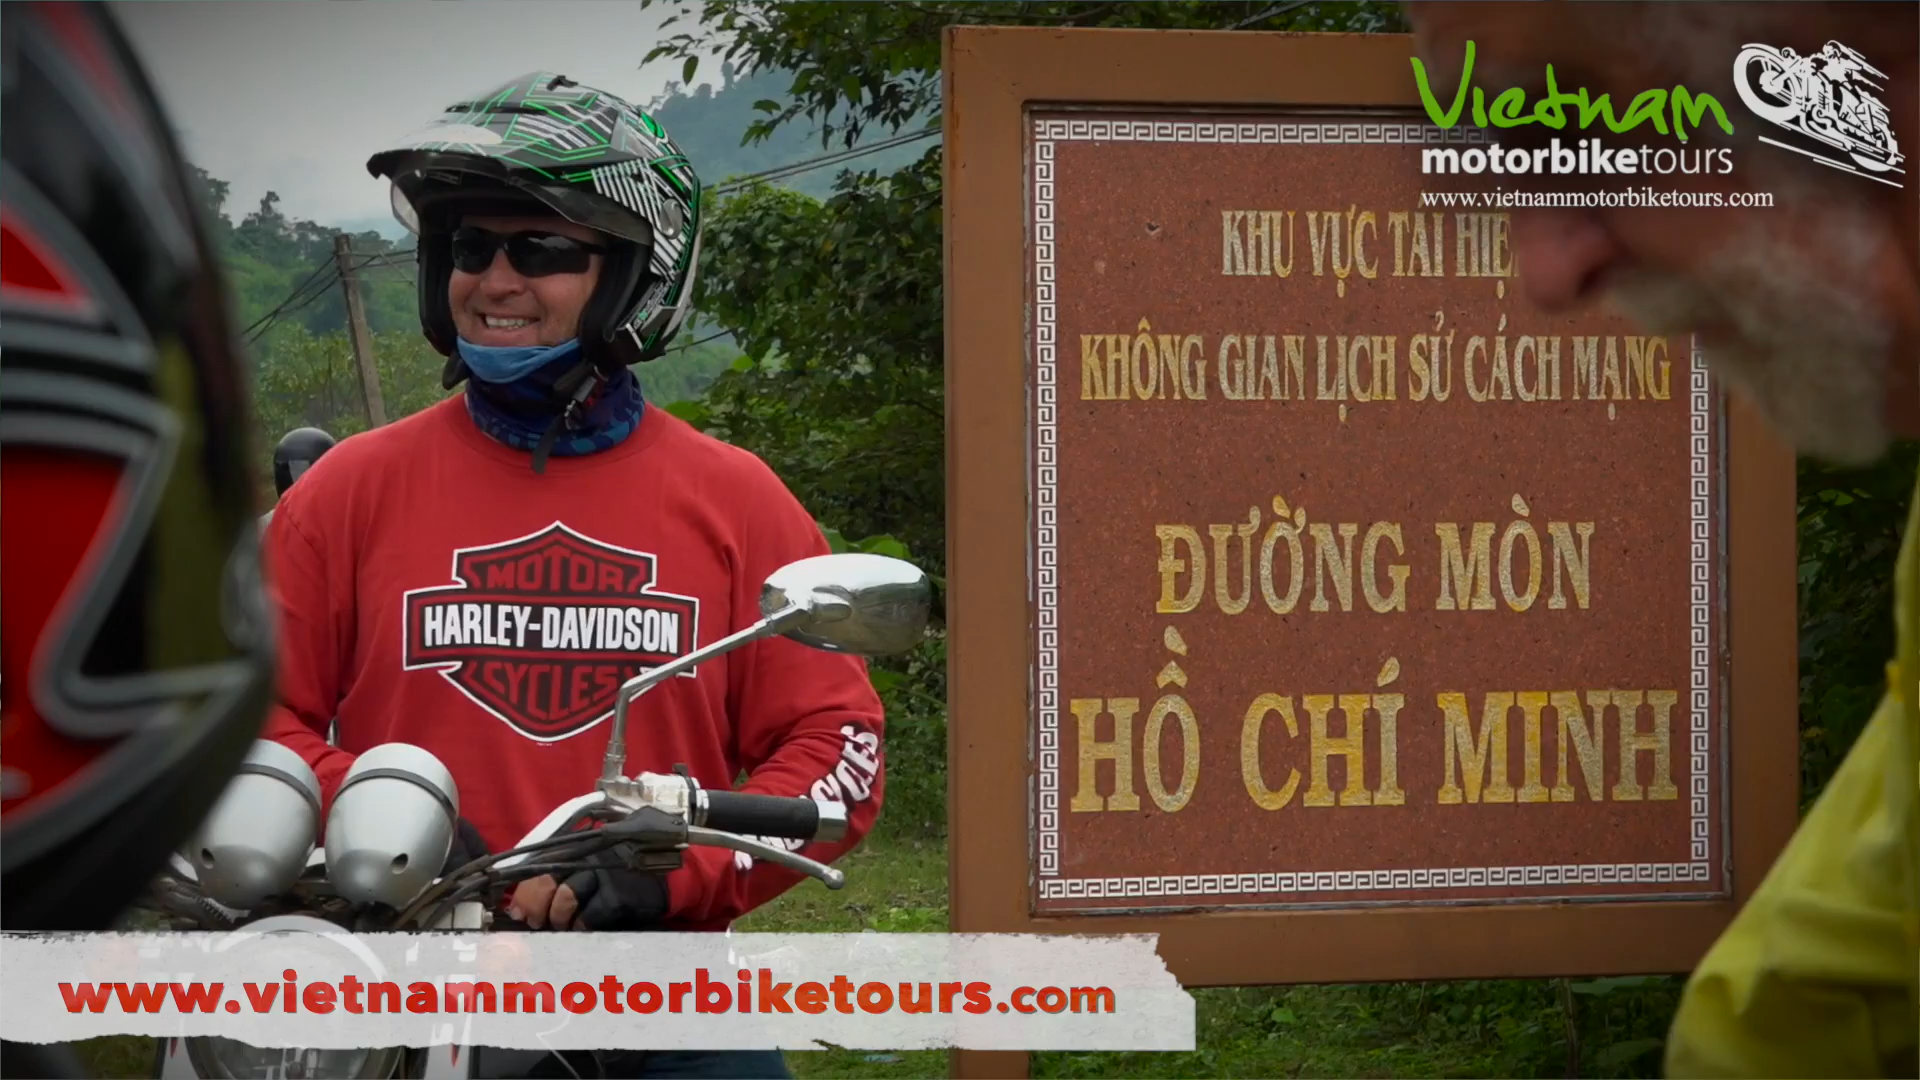 Vietnam
motorbiketours
www.vietnammotorbiketours.com
KHU VỰC TÁI HIỆ
KHÔNG GIAN LỊCH SỬ CÁCH MẠNG
ĐƯỜNG MÒN
HỒ CHÍ MINH
MOTOR
HARLEY-DAVIDSON
CYCLES
www.vietnammotorbiketours.com